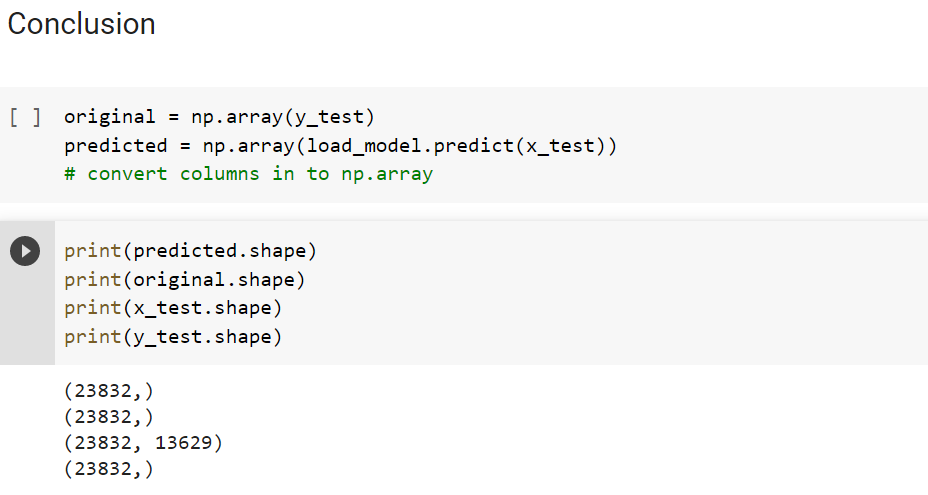 Conclusion
[ ] original = np.array(y_test)
predicted = np.array(load_model.predict(x_test))
# convert columns in to np.array
print(predicted.shape)
print(original.shape)
print(x_test.shape)
print(y_test.shape)
(23832,)
(23832,)
(23832, 13629)
(23832,)